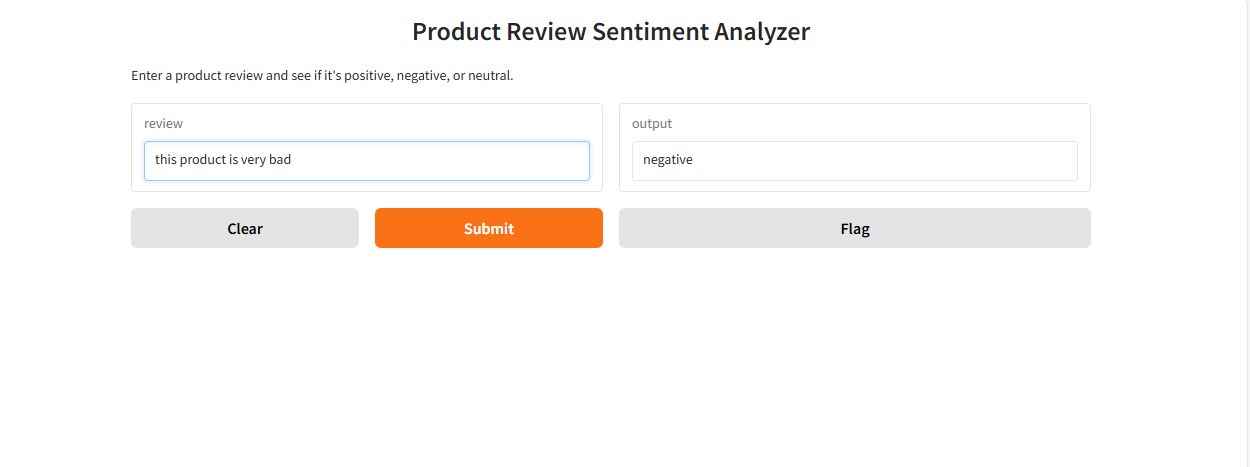 Product Review Sentiment Analyzer
Enter a product review and see if it's positive, negative, or neutral.
review
this product is very bad
output
negative
Clear
Submit
Flag